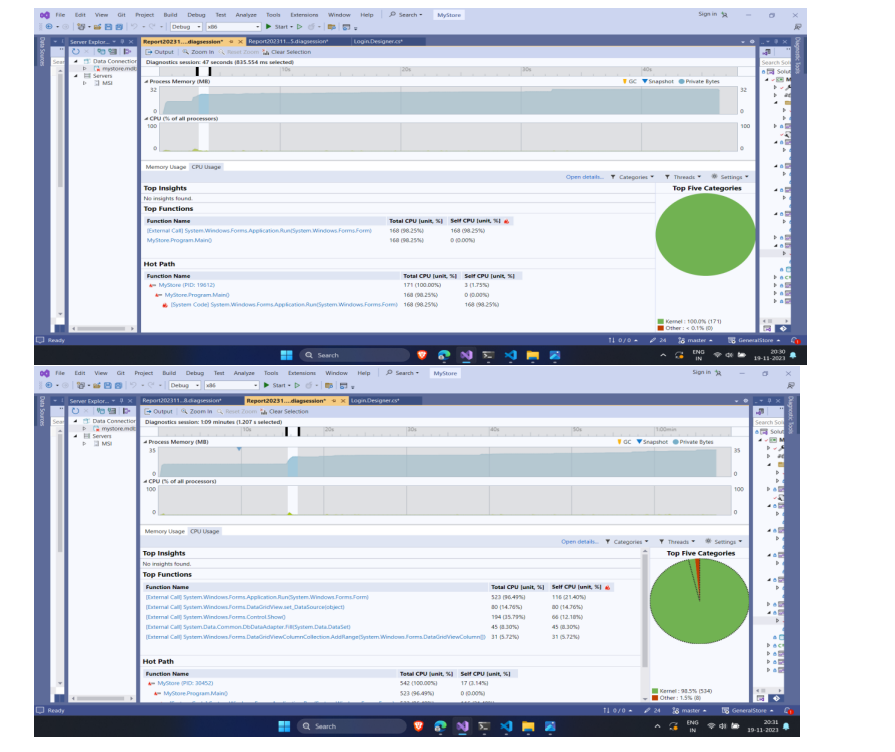 File Edit View Git Project Build Debug Test Analyze Tools Extensions Window Help Search MyStore Sign in
Debug x86 Start
Server Explor... Report20231...diagsession* Report202311...5.diagsession* Login.Designer.cs*
Output Zoom In Reset Zoom Clear Selection
Data Sources
Diagnostic Tools
Data Connection
mystore.mdb
Servers
MSI
Diagnostics session: 47 seconds (835.554 ms selected)
10s 20s 30s 40s
Process Memory (MB) GC Snapshot Private Bytes
32 32
0 0
CPU (% of all processors)
100 100
0 0
Memory Usage CPU Usage
Open details... Categories Threads Settings
Top Insights Top Five Categories
No insights found.
Top Functions
Function Name Total CPU [unit, %] Self CPU [unit, %]
[External Call] System.Windows.Forms.Application.Run(System.Windows.Forms.Form) 168 (98.25%) 168 (98.25%)
MyStore.Program.Main() 168 (98.25%) 0 (0.00%)
Hot Path
Function Name Total CPU [unit, %] Self CPU [unit, %]
MyStore (PID: 19612) 171 (100.00%) 3 (1.75%)
MyStore.Program.Main() 168 (98.25%) 0 (0.00%)
[System Code] System.Windows.Forms.Application.Run(System.Windows.Forms.Form) 168 (98.25%) 168 (98.25%)
Kernel : 100.0% (171)
Other : < 0.1% (0)
Ready 0 / 0 24 master GeneralStore
Search ENG IN 20:30 19-11-2023
File Edit View Git Project Build Debug Test Analyze Tools Extensions Window Help Search MyStore Sign in
Debug x86 Start
Server Explor... Report202311...8.diagsession* Report20231...diagsession* Login.Designer.cs*
Output Zoom In Reset Zoom Clear Selection
Data Sources
Diagnostic Tools
Data Connection
mystore.mdb
Servers
MSI
Diagnostics session: 1:09 minutes (1.207 s selected)
10s 20s 30s 40s 50s 1:00min
Process Memory (MB) GC Snapshot Private Bytes
35 35
0 0
CPU (% of all processors)
100 100
0 0
Memory Usage CPU Usage
Open details... Categories Threads Settings
Top Insights Top Five Categories
No insights found.
Top Functions
Function Name Total CPU [unit, %] Self CPU [unit, %]
[External Call] System.Windows.Forms.Application.Run(System.Windows.Forms.Form) 523 (96.49%) 116 (21.40%)
[External Call] System.Windows.Forms.DataGridView.set_DataSource(object) 80 (14.76%) 80 (14.76%)
[External Call] System.Windows.Forms.Control.Show() 194 (35.79%) 66 (12.18%)
[External Call] System.Data.Common.DbDataAdapter.Fill(System.Data.DataSet) 45 (8.30%) 45 (8.30%)
[External Call] System.Windows.Forms.DataGridViewColumnCollection.AddRange(System.Windows.Forms.DataGridViewColumn[]) 31 (5.72%) 31 (5.72%)
Hot Path
Function Name Total CPU [unit, %] Self CPU [unit, %]
MyStore (PID: 30452) 542 (100.00%) 17 (3.14%)
MyStore.Program.Main() 523 (96.49%) 0 (0.00%)
Kernel : 98.5% (534)
Other : 1.5% (8)
Ready 0 / 0 24 master GeneralStore
Search ENG IN 20:31 19-11-2023